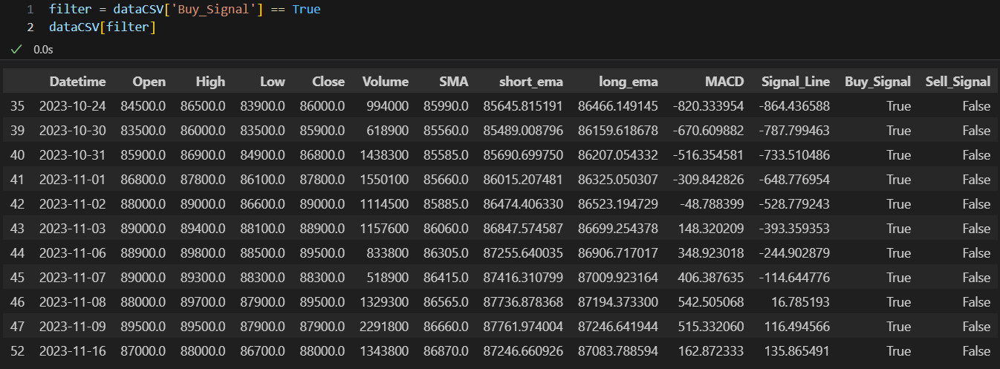 1 filter = dataCSV['Buy_Signal'] == True
2 dataCSV[filter]
0.0s
Datetime Open High Low Close Volume SMA short_ema long_ema MACD Signal_Line Buy_Signal Sell_Signal
35 2023-10-24 84500.0 86500.0 83900.0 86000.0 994000 85990.0 85645.815191 86466.149145 -820.333954 -864.436588 True False
39 2023-10-30 83500.0 86000.0 83500.0 85900.0 618900 85560.0 85489.008796 86159.618678 -670.609882 -787.799463 True False
40 2023-10-31 85900.0 86900.0 84900.0 86800.0 1438300 85585.0 85690.699750 86207.054332 -516.354581 -733.510486 True False
41 2023-11-01 86800.0 87800.0 86100.0 87800.0 1550100 85660.0 86015.207481 86325.050307 -309.842826 -648.776954 True False
42 2023-11-02 88000.0 89000.0 86600.0 89000.0 1114500 85885.0 86474.406330 86523.194729 -48.788399 -528.779243 True False
43 2023-11-03 89000.0 89400.0 88100.0 88900.0 1157600 86060.0 86847.574587 86699.254378 148.320209 -393.359353 True False
44 2023-11-06 88900.0 89800.0 88500.0 89500.0 833800 86305.0 87255.640035 86906.717017 348.923018 -244.902879 True False
45 2023-11-07 89000.0 89300.0 88300.0 88300.0 518900 86415.0 87416.310799 87009.923164 406.387635 -114.644776 True False
46 2023-11-08 88000.0 89700.0 87900.0 89500.0 1329300 86565.0 87736.878368 87194.373300 542.505068 16.785193 True False
47 2023-11-09 89500.0 89500.0 87900.0 87900.0 2291800 86660.0 87761.974004 87246.641944 515.332060 116.494566 True False
52 2023-11-16 87000.0 88000.0 86700.0 88000.0 1343800 86870.0 87246.660926 87083.788594 162.872333 135.865491 True False